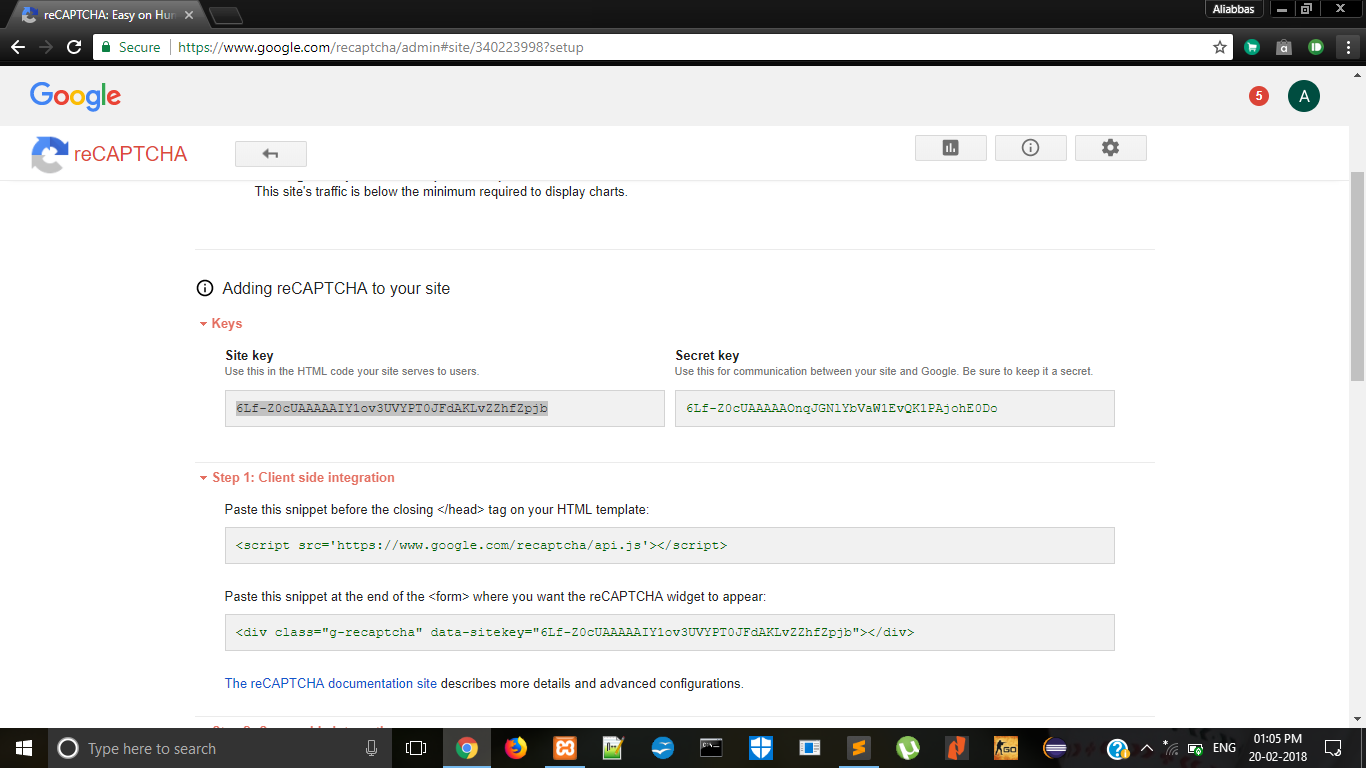 reCAPTCHA: Easy on Hum
Aliabbas
Secure
https://www.google.com/recaptcha/admin#site/340223998?setup
Google
5
A
reCAPTCHA
This site's traffic is below the minimum required to display charts.
Adding reCAPTCHA to your site
Keys
Site key
Use this in the HTML code your site serves to users.
6Lf-Z0cUAAAAAIY1ov3UVYPT0JFdAKLvZZhfZpjb
Secret key
Use this for communication between your site and Google. Be sure to keep it a secret.
6Lf-Z0cUAAAAAOnqJGNlYbVaW1EvQK1PAjohE0Do
Step 1: Client side integration
Paste this snippet before the closing </head> tag on your HTML template:
<script src='https://www.google.com/recaptcha/api.js'></script>
Paste this snippet at the end of the <form> where you want the reCAPTCHA widget to appear:
<div class="g-recaptcha" data-sitekey="6Lf-Z0cUAAAAAIY1ov3UVYPT0JFdAKLvZZhfZpjb"></div>
The reCAPTCHA documentation site describes more details and advanced configurations.
Type here to search
GO
ENG
01:05 PM
20-02-2018